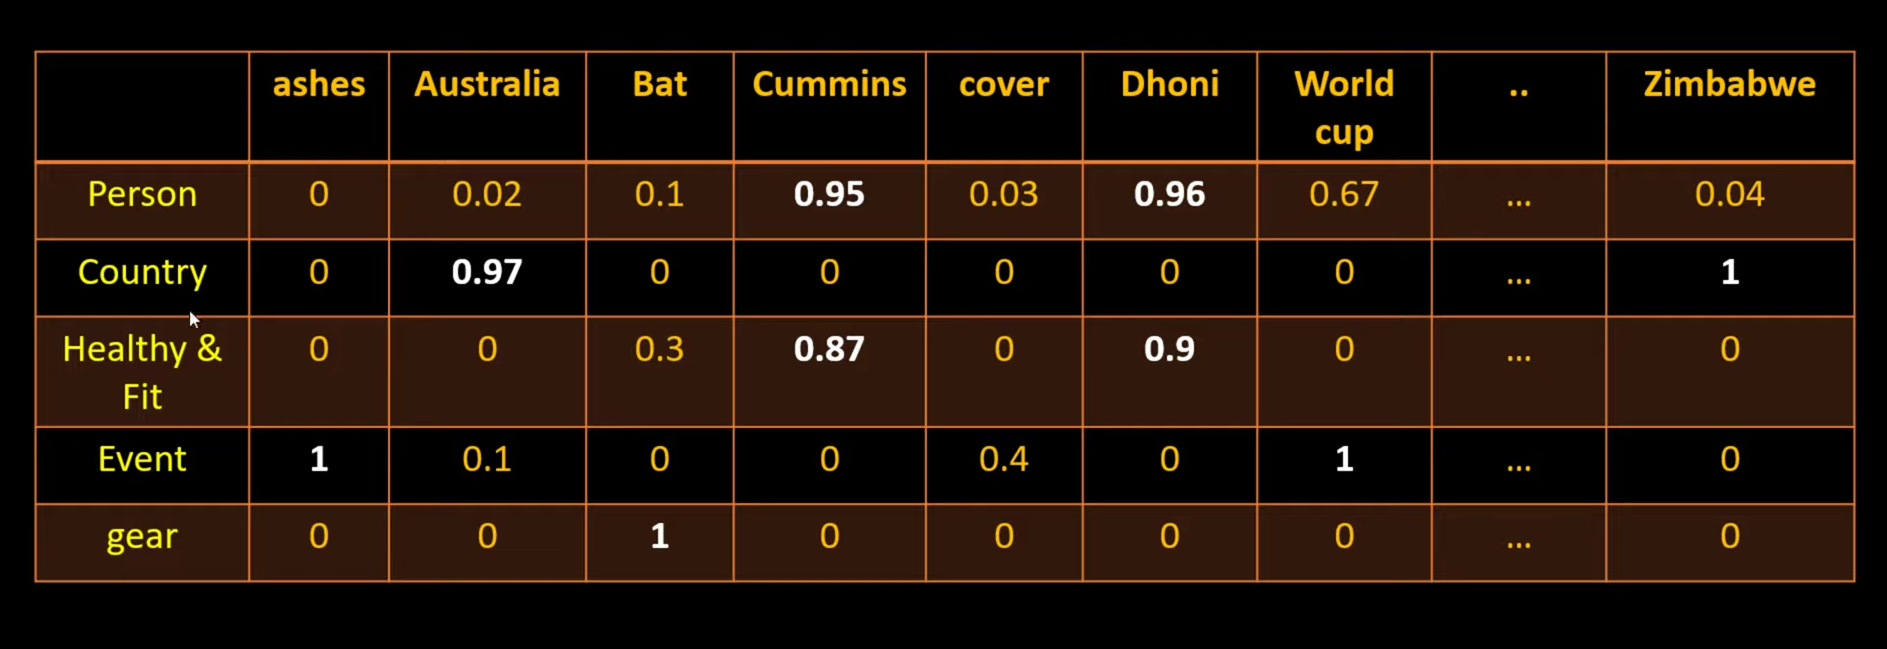 ashes Australia Bat Cummins cover Dhoni World cup .. Zimbabwe
Person 0 0.02 0.1 0.95 0.03 0.96 0.67 ... 0.04
Country 0 0.97 0 0 0 0 0 ... 1
Healthy & Fit 0 0 0.3 0.87 0 0.9 0 ... 0
Event 1 0.1 0 0 0.4 0 1 ... 0
gear 0 0 1 0 0 0 0 ... 0